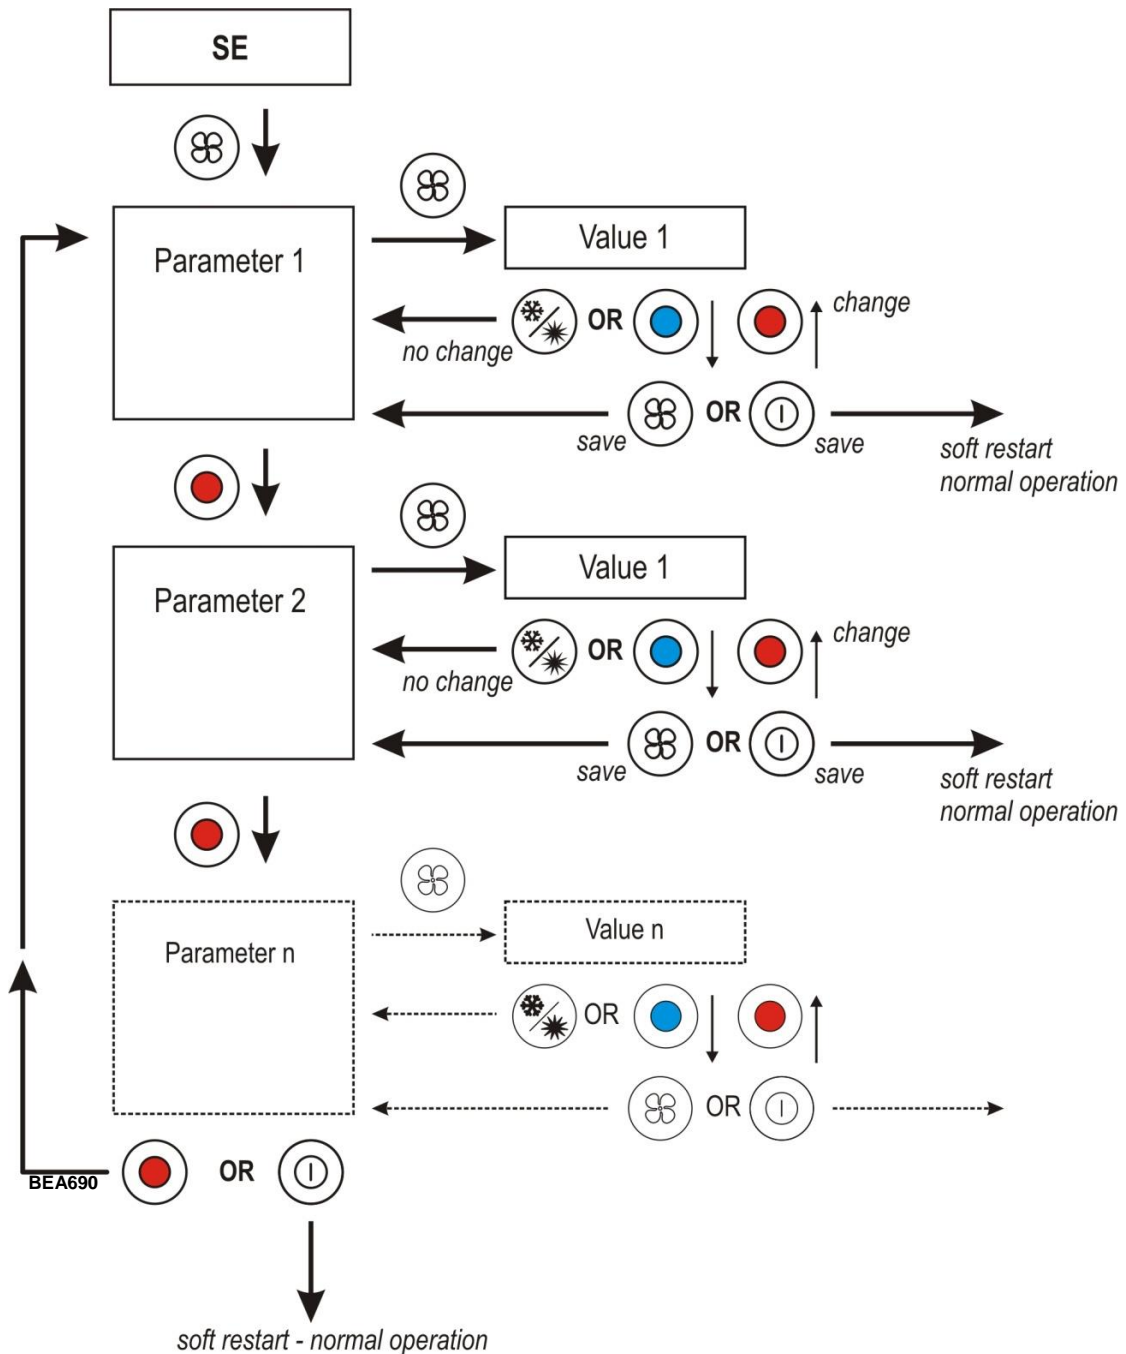 SE
Parameter 1
Value 1
OR
change
no change
save
OR
save
soft restart
normal operation
Parameter 2
Value 1
OR
change
no change
save
OR
save
soft restart
normal operation
Parameter n
Value n
OR
OR
OR
BEA690
soft restart - normal operation